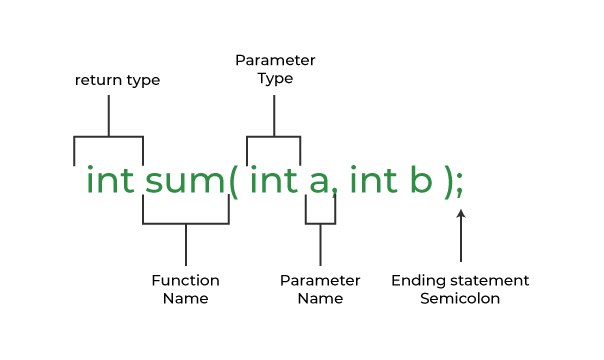 Parameter
Type
return type
int sum( int a, int b );
Function
Name
Parameter
Name
Ending statement
Semicolon